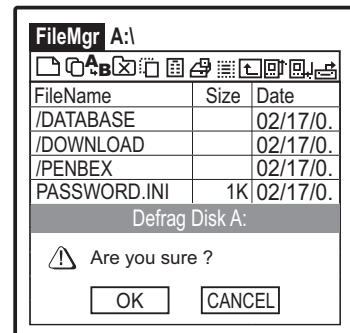 FileMgr A:\
A B
FileName Size Date
/DATABASE 02/17/0.
/DOWNLOAD 02/17/0.
/PENBEX 02/17/0.
PASSWORD.INI 1K 02/17/0.
Defrag Disk A:
Are you sure ?
OK CANCEL